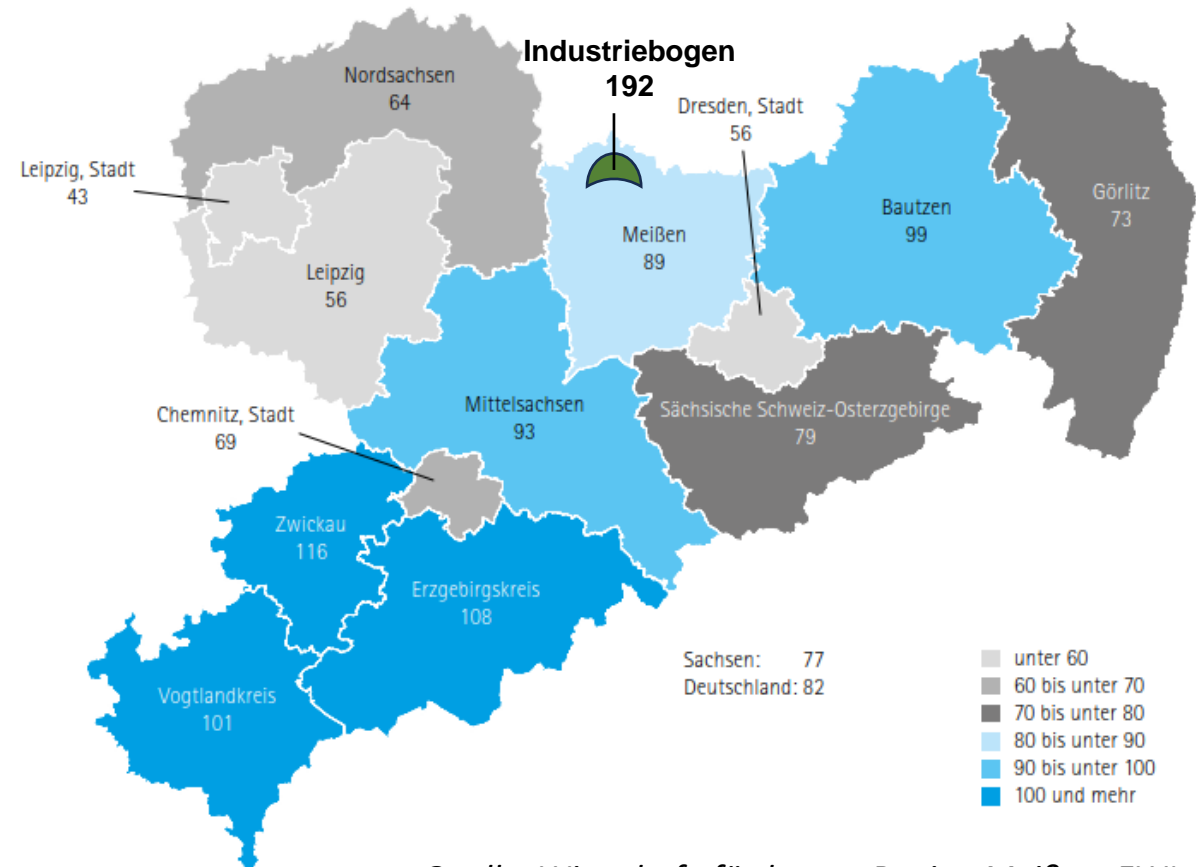 Industriebogen
192
Nordsachsen
64
Dresden, Stadt
56
Leipzig, Stadt
43
Görlitz
73
Bautzen
99
Meißen
89
Leipzig
56
Mittelsachsen
93
Sächsische Schweiz-Osterzgebirge
79
Chemnitz, Stadt
69
Zwickau
116
Erzgebirgskreis
108
Vogtlandkreis
101
Sachsen: 77
Deutschland: 82
unter 60
60 bis unter 70
70 bis unter 80
80 bis unter 90
90 bis unter 100
100 und mehr